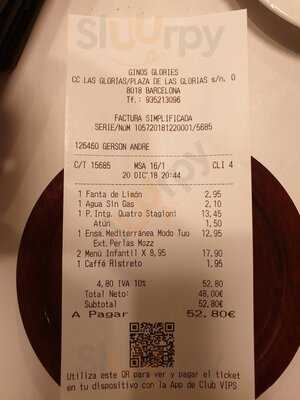 Sluurpy
GINOS GLORIES
CC.LAS GLORIAS/PLAZA DE LAS GLORIAS s/n. 0
8018 BARCELONA
Tf.: 935213096
FACTURA SIMPLIFICADA
SERIE/NUM 105720181220001/5685
126460 GERSON ANDRE
C/T 15685 MSA 16/1 CLI 4
20 DIC'18 20:44
1 Fanta de Limón 2,95
1 Agua Sin Gas 2,10
1 P.Intg. Quatro Stagioni 13,45
Atún 1,50
1 Ensa.Mediterránea Modo Tuo 12,95
Ext.Perlas Mozz
2 Menú Infantil X 8,95 17,90
1 Caffé Ristreto 1,95
4,80 IVA 10% 52,80
Total Neto: 48,00€
Subtotal 52,80€
A Pagar 52,80€
Utiliza este QR para ver y pagar el ticket
en tu dispositivo con la App de Club VIPS
Sluurpy